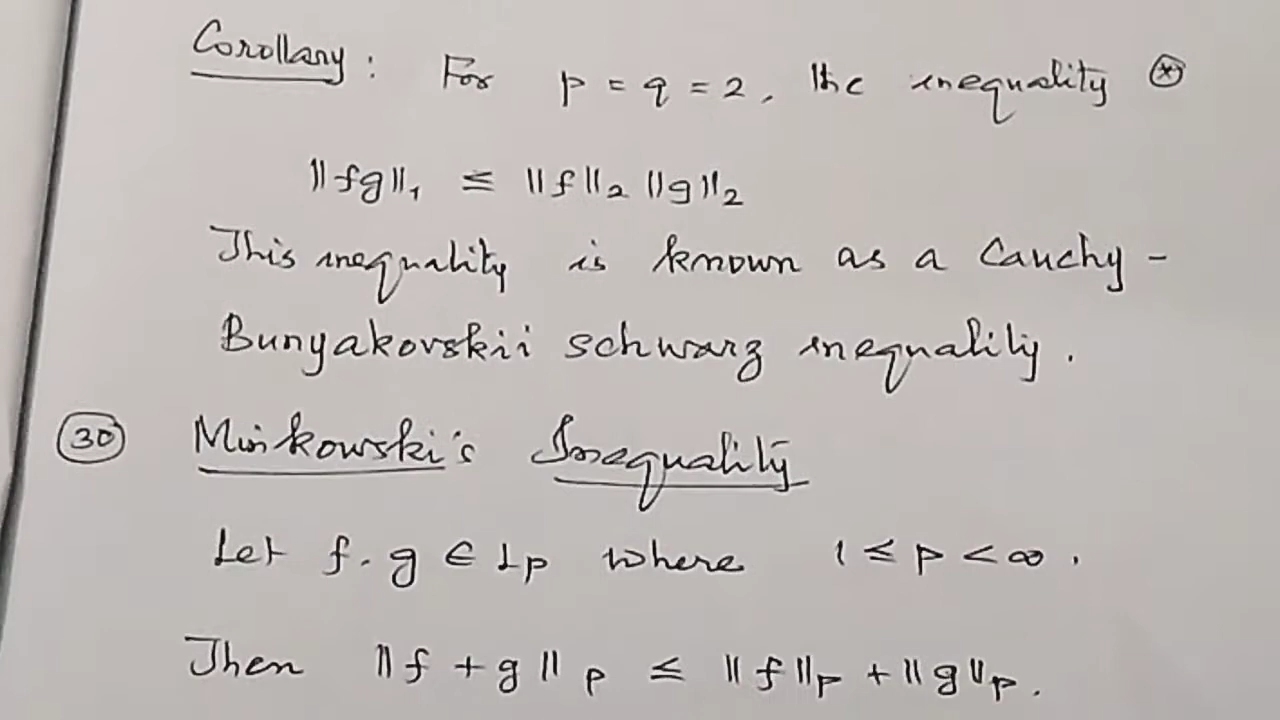 Corollary : For p = q = 2, the inequality ⊛
||fg||₁ ≤ ||f||₂ ||g||₂
This inequality is known as a Cauchy -
Bunyakovskii schwarz inequality.
㉚ Minkowski's Inequality
Let f, g ∈ Lp where 1 ≤ p < ∞.
Then ||f + g||p ≤ ||f||p + ||g||p.